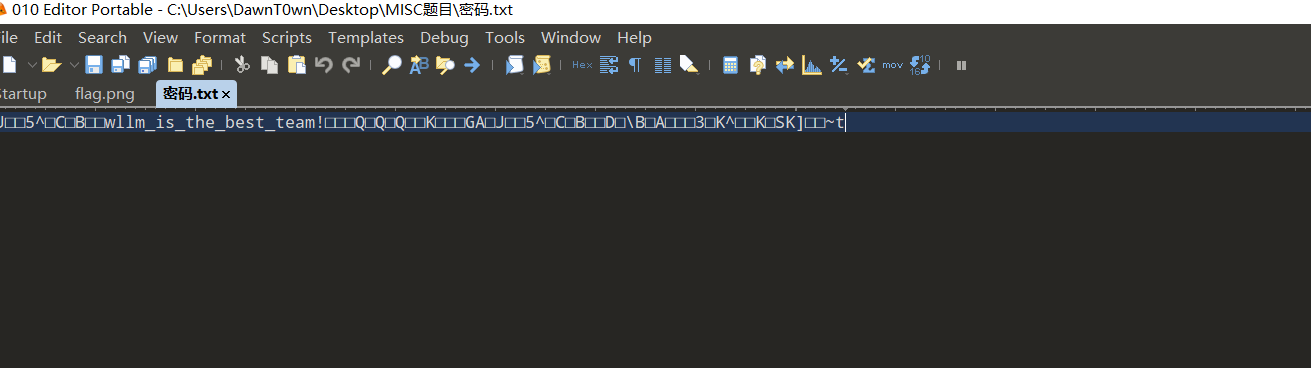 010 Editor Portable - C:\Users\DawnT0wn\Desktop\MISC题目\密码.txt
ile Edit Search View Format Scripts Templates Debug Tools Window Help
Hex mov
Startup flag.png 密码.txt ×
J□□5^□C□B□□wllm_is_the_best_team!□□□Q□Q□Q□□K□□□GA□J□□5^□C□B□□D□\B□A□□□3□K^□□K□SK]□□~t